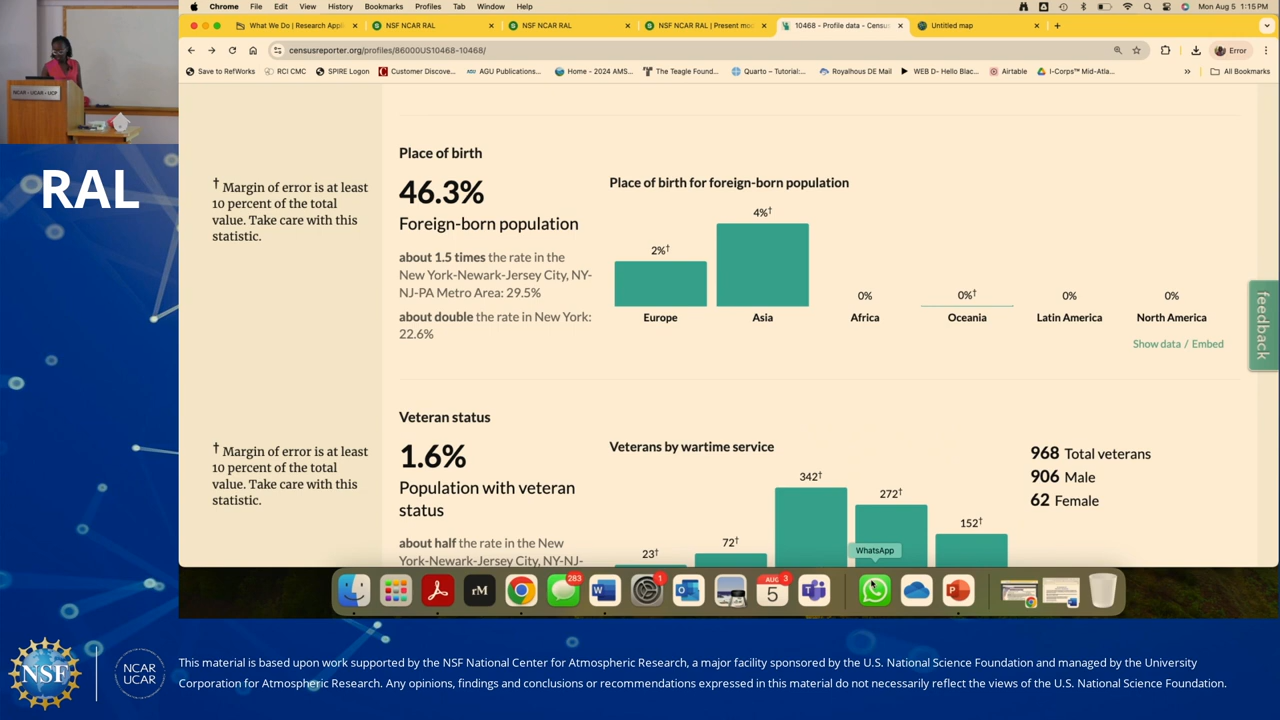 Chrome File Edit View History Bookmarks Profiles Tab Window Help
Mon Aug 5 1:15 PM
What We Do | Research Appl
NSF NCAR RAL
NSF NCAR RAL
NSF NCAR RAL | Present mo
10468 - Profile data - Census
Untitled map
censusreporter.org/profiles/86000US10468-10468/
Error
Save to RefWorks
RCI CMC
SPIRE Logon
Customer Discove...
AGU Publications...
Home - 2024 AMS...
The Teagle Found...
Quarto – Tutorial:...
Royalhous DE Mail
WEB D- Hello Blac...
Airtable
I-Corps™ Mid-Atla...
»
All Bookmarks
NCAR • UCAR • UCP
RAL
† Margin of error is at least
10 percent of the total
value. Take care with this
statistic.
Place of birth
46.3%
Foreign-born population
about 1.5 times the rate in the
New York-Newark-Jersey City, NY-
NJ-PA Metro Area: 29.5%
about double the rate in New York:
22.6%
Place of birth for foreign-born population
2%†
4%†
0%
0%†
0%
0%
Europe
Asia
Africa
Oceania
Latin America
North America
Show data / Embed
feedback
† Margin of error is at least
10 percent of the total
value. Take care with this
statistic.
Veteran status
1.6%
Population with veteran
status
about half the rate in the New
York-Newark-Jersey City, NY-NJ-
Veterans by wartime service
23†
72†
342†
272†
152†
968 Total veterans
906 Male
62 Female
WhatsApp
rM
283
1
AUG
3
5
NSF
NCAR
UCAR
This material is based upon work supported by the NSF National Center for Atmospheric Research, a major facility sponsored by the U.S. National Science Foundation and managed by the University
Corporation for Atmospheric Research. Any opinions, findings and conclusions or recommendations expressed in this material do not necessarily reflect the views of the U.S. National Science Foundation.